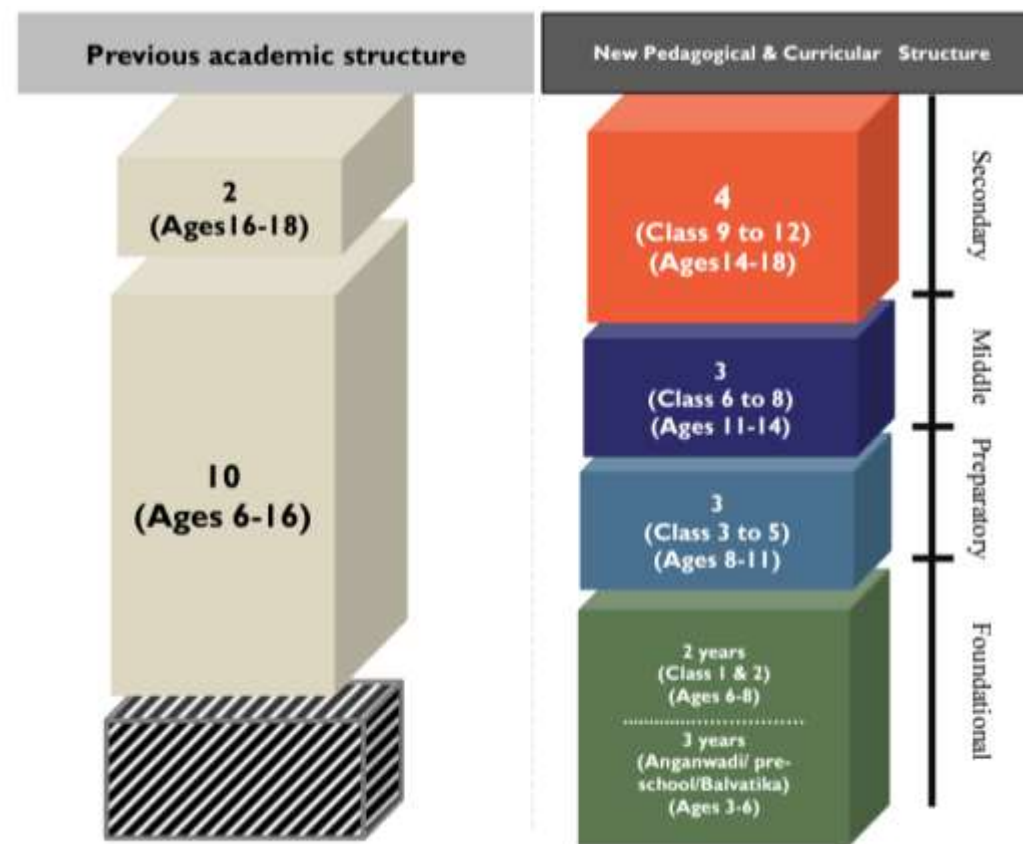 Previous academic structure
2
(Ages16-18)
10
(Ages 6-16)
New Pedagogical & Curricular Structure
4
(Class 9 to 12)
(Ages14-18)
3
(Class 6 to 8)
(Ages 11-14)
3
(Class 3 to 5)
(Ages 8-11)
2 years
(Class 1 & 2)
(Ages 6-8)
3 years
(Anganwadi/ pre-
school/Balvatika)
(Ages 3-6)
Secondary
Middle
Preparatory
Foundational